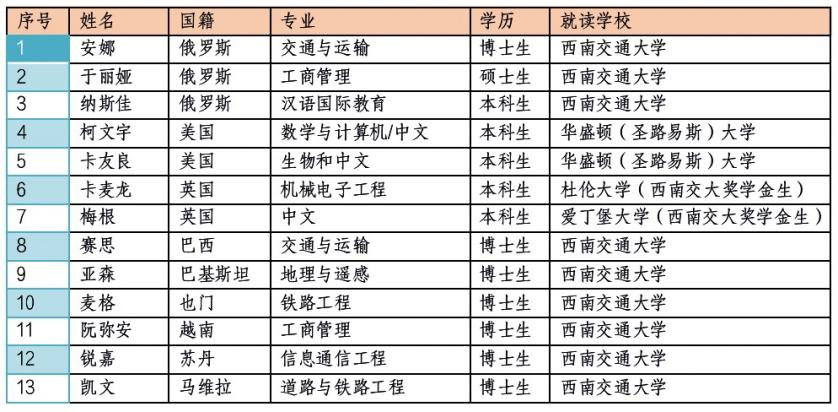 序号 姓名 国籍 专业 学历 就读学校
1 安娜 俄罗斯 交通与运输 博士生 西南交通大学
2 于丽娅 俄罗斯 工商管理 硕士生 西南交通大学
3 纳斯佳 俄罗斯 汉语国际教育 本科生 西南交通大学
4 柯文宇 美国 数学与计算机/中文 本科生 华盛顿（圣路易斯）大学
5 卡友良 美国 生物和中文 本科生 华盛顿（圣路易斯）大学
6 卡麦龙 英国 机械电子工程 本科生 杜伦大学（西南交大奖学金生）
7 梅根 英国 中文 本科生 爱丁堡大学（西南交大奖学金生）
8 赛思 巴西 交通与运输 博士生 西南交通大学
9 亚森 巴基斯坦 地理与遥感 博士生 西南交通大学
10 麦格 也门 铁路工程 博士生 西南交通大学
11 阮弥安 越南 工商管理 博士生 西南交通大学
12 锐嘉 苏丹 信息通信工程 博士生 西南交通大学
13 凯文 马维拉 道路与铁路工程 博士生 西南交通大学